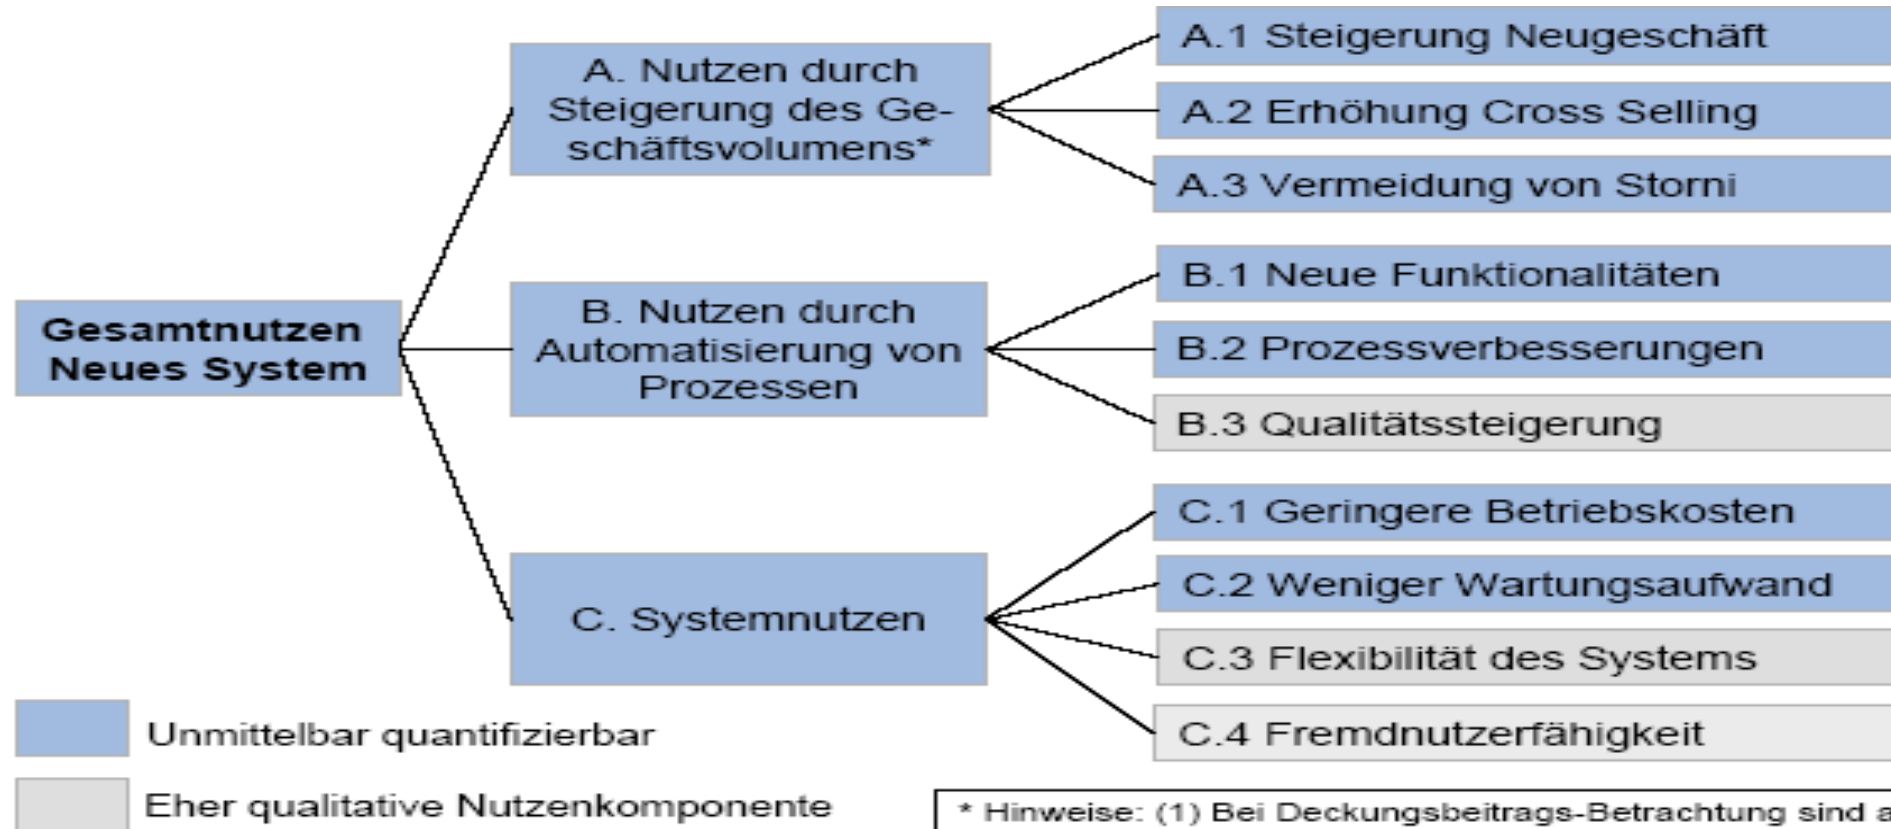 A. Nutzen durch
Steigerung des Ge-
schäftsvolumens*
A.1 Steigerung Neugeschäft
A.2 Erhöhung Cross Selling
A.3 Vermeidung von Storni
Gesamtnutzen
Neues System
B. Nutzen durch
Automatisierung von
Prozessen
B.1 Neue Funktionalitäten
B.2 Prozessverbesserungen
B.3 Qualitätssteigerung
C. Systemnutzen
C.1 Geringere Betriebskosten
C.2 Weniger Wartungsaufwand
C.3 Flexibilität des Systems
C.4 Fremdnutzerfähigkeit
Unmittelbar quantifizierbar
Eher qualitative Nutzenkomponente
* Hinweise: (1) Bei Deckungsbeitrags-Betrachtung sind